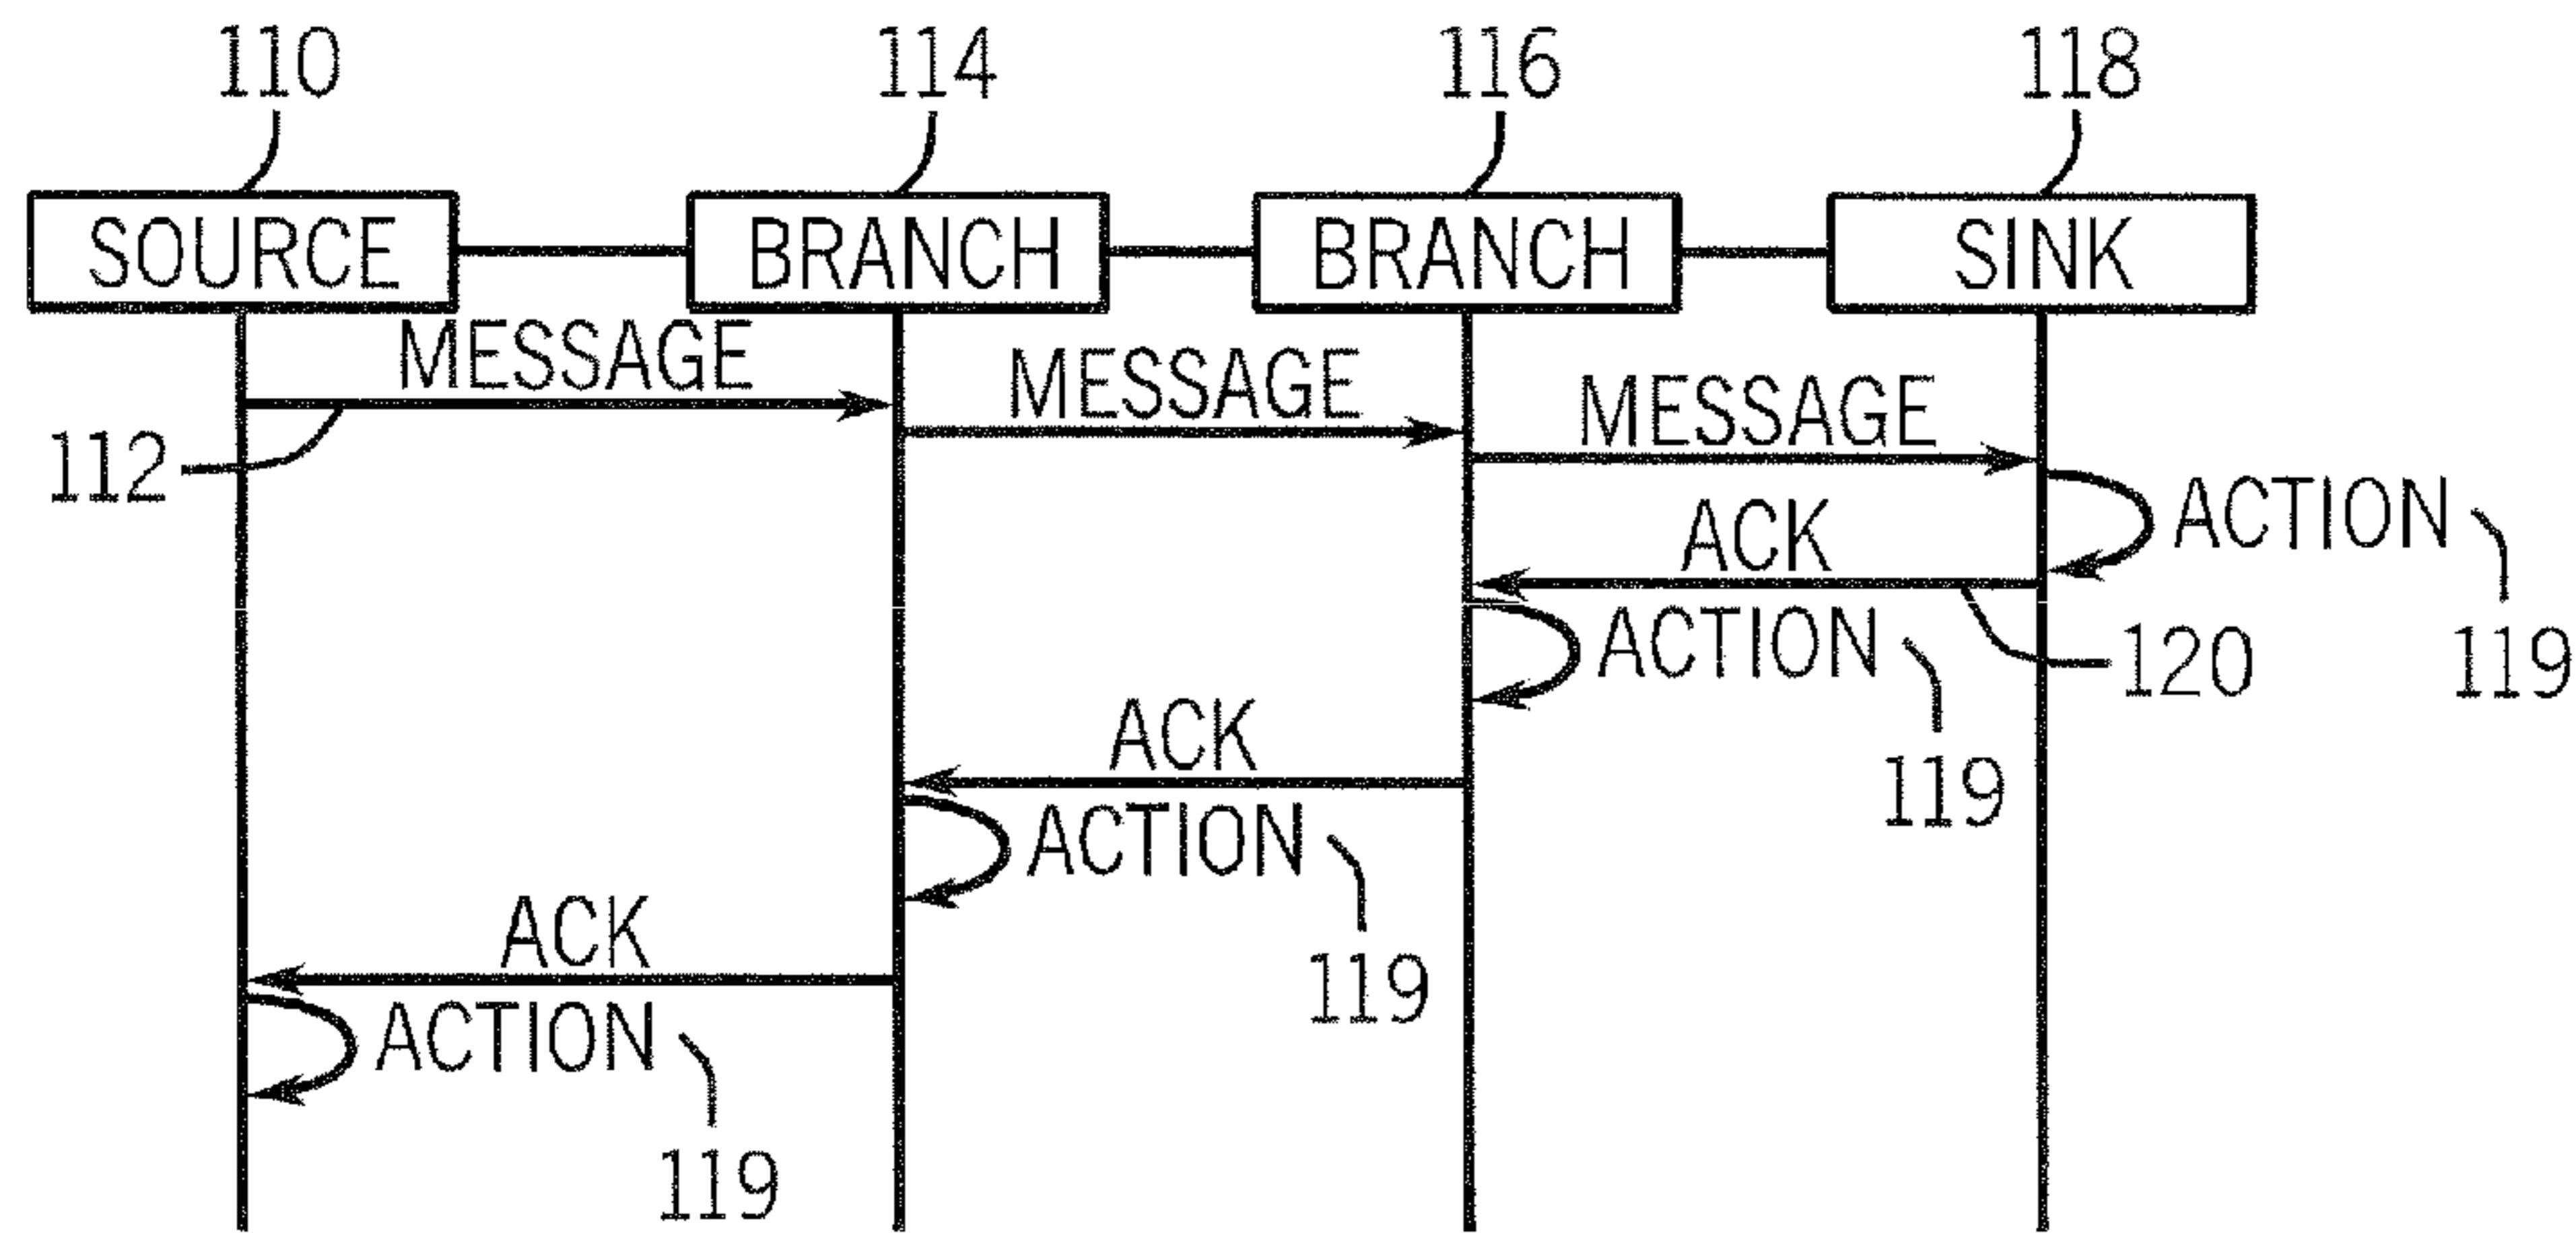 110 114 116 118
SOURCE BRANCH BRANCH SINK
MESSAGE MESSAGE MESSAGE
112
ACK ACTION
ACTION 120 119
ACK 119
ACTION
ACK 119
ACTION
119